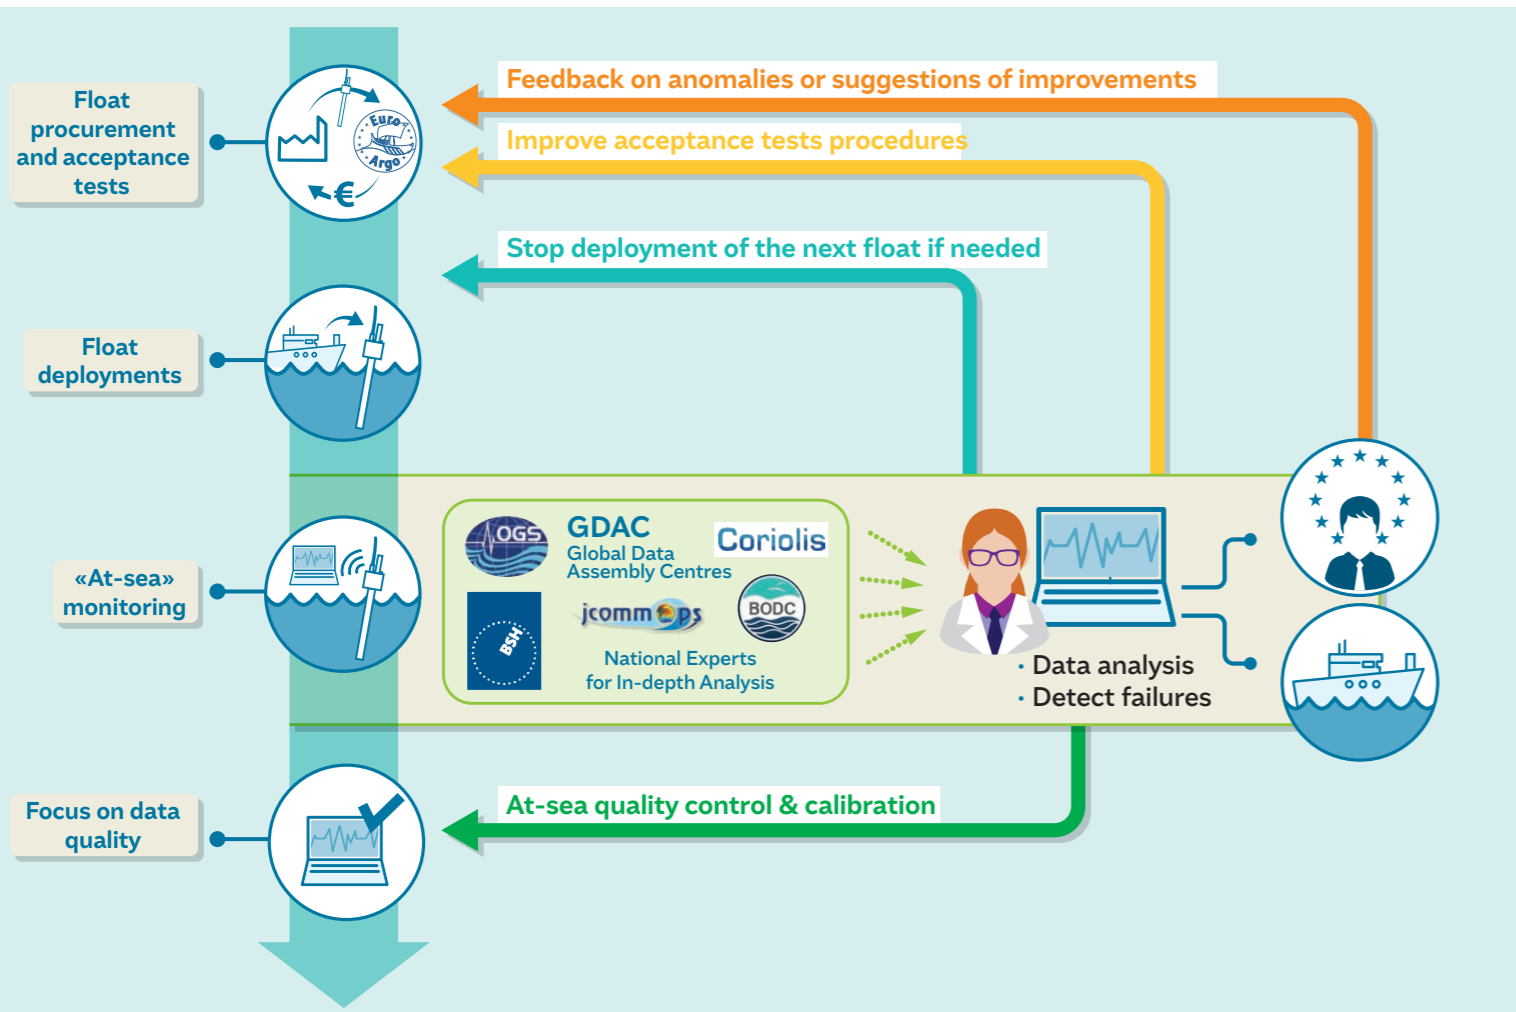 Feedback on anomalies or suggestions of improvements
Float
procurement
and acceptance
tests
Euro
Argo
€
Improve acceptance tests procedures
Stop deployment of the next float if needed
Float
deployments
OGS
GDAC
Global Data
Assembly Centres
Coriolis
«At-sea»
monitoring
BSH
jcommops
BODC
National Experts
for In-depth Analysis
· Data analysis
· Detect failures
Focus on data
quality
At-sea quality control & calibration